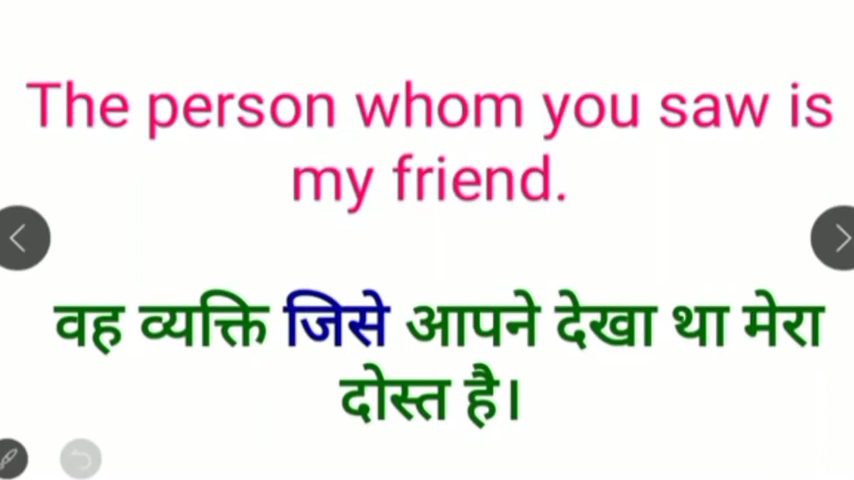 The person whom you saw is
my friend.
वह व्यक्ति जिसे आपने देखा था मेरा
दोस्त है।